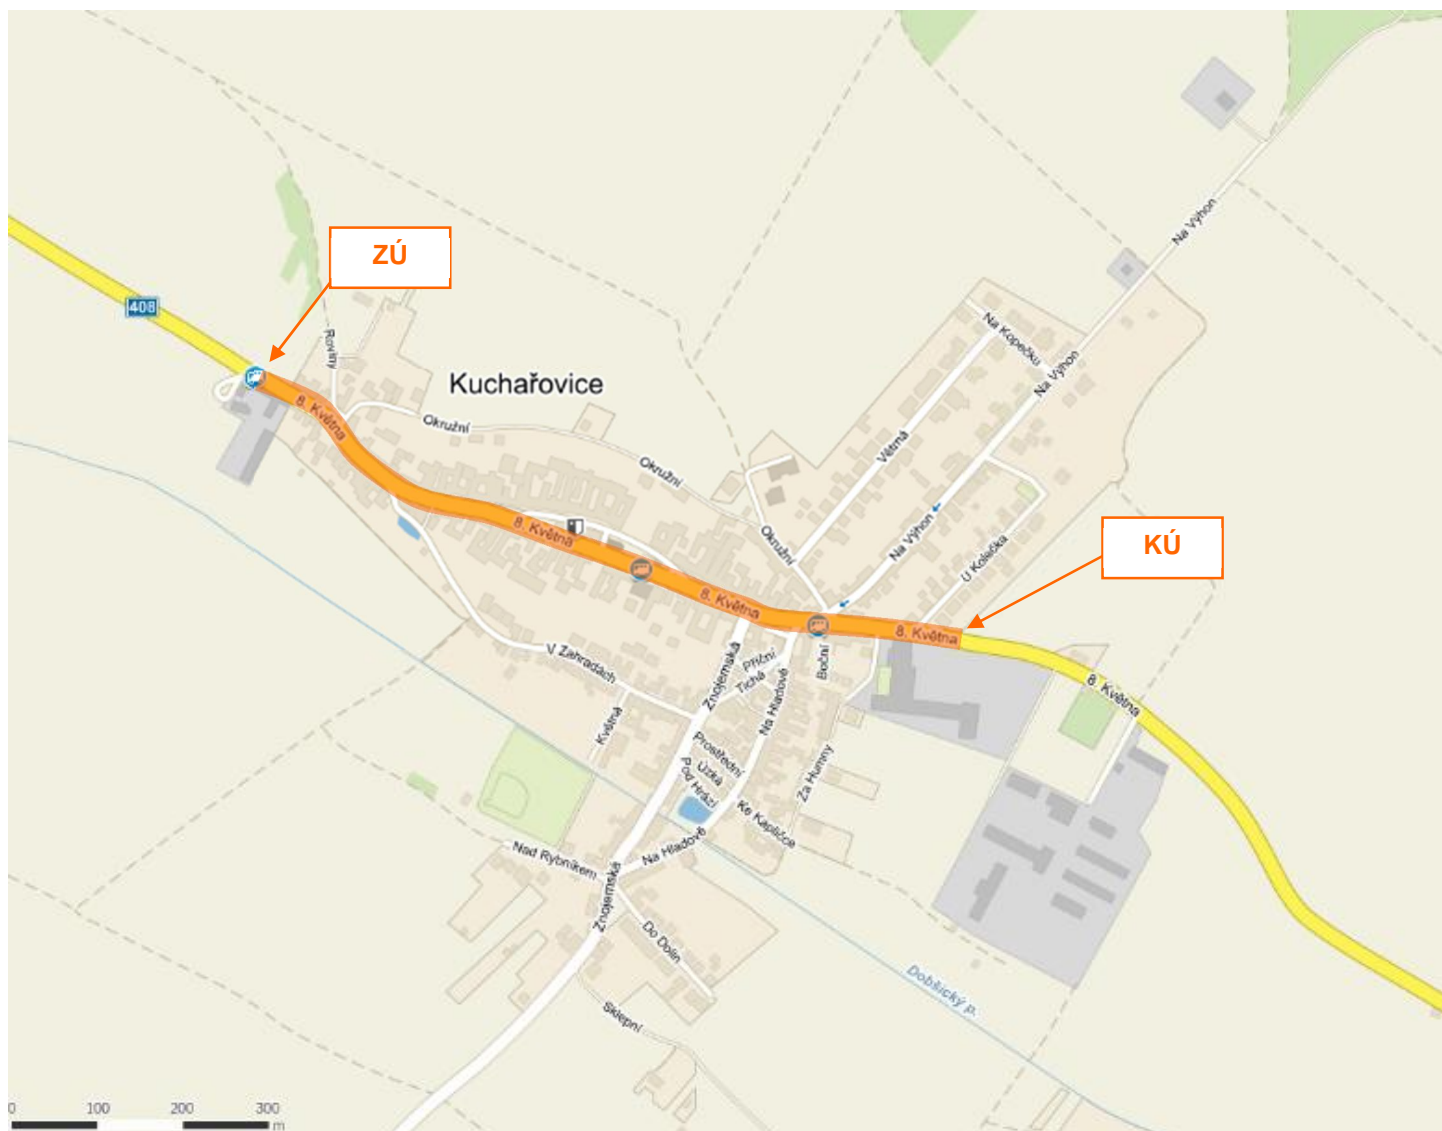 Na Výhon
ZÚ
408
Roviny
Na Kopečku
Na Výhon
Kuchařovice
8. Května
Okružní
Větrná
Okružní
8. Května
Okružní
Na Výhon
U Kolečka
KÚ
8. Května
8. Května
V Zahradách
Znojemská
Příční
Tichá
Boční
Na Hladově
8. Května
Květná
Prostřední
Úzká
Pod Hrází
Za Humny
Ke Kapličce
Na Hladově
Nad Rybníkem
Znojemská
Do Dolin
Dobšický p.
Sklepní
0 100 200 300
m